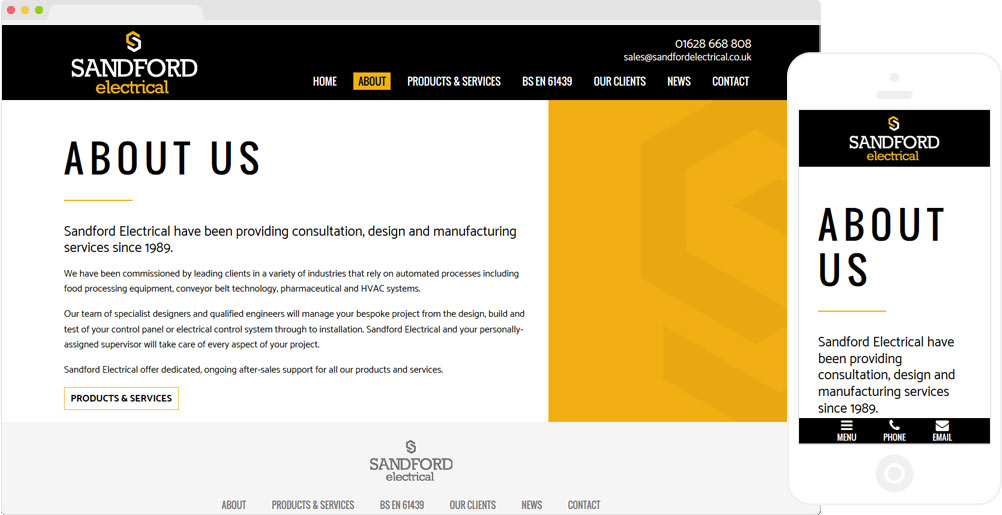 SANDFORD
electrical
01628 668 808
sales@sandfordelectrical.co.uk
HOME ABOUT PRODUCTS & SERVICES BS EN 61439 OUR CLIENTS NEWS CONTACT
ABOUT US
Sandford Electrical have been providing consultation, design and manufacturing
services since 1989.
We have been commissioned by leading clients in a variety of industries that rely on automated processes including
food processing equipment, conveyor belt technology, pharmaceutical and HVAC systems.
Our team of specialist designers and qualified engineers will manage your bespoke project from the design, build and
test of your control panel or electrical control system through to installation. Sandford Electrical and your personally-
assigned supervisor will take care of every aspect of your project.
Sandford Electrical offer dedicated, ongoing after-sales support for all our products and services.
PRODUCTS & SERVICES
SANDFORD
electrical
ABOUT PRODUCTS & SERVICES BS EN 61439 OUR CLIENTS NEWS CONTACT
SANDFORD
electrical
ABOUT
US
Sandford Electrical have
been providing
consultation, design and
manufacturing services
since 1989.
MENU PHONE EMAIL